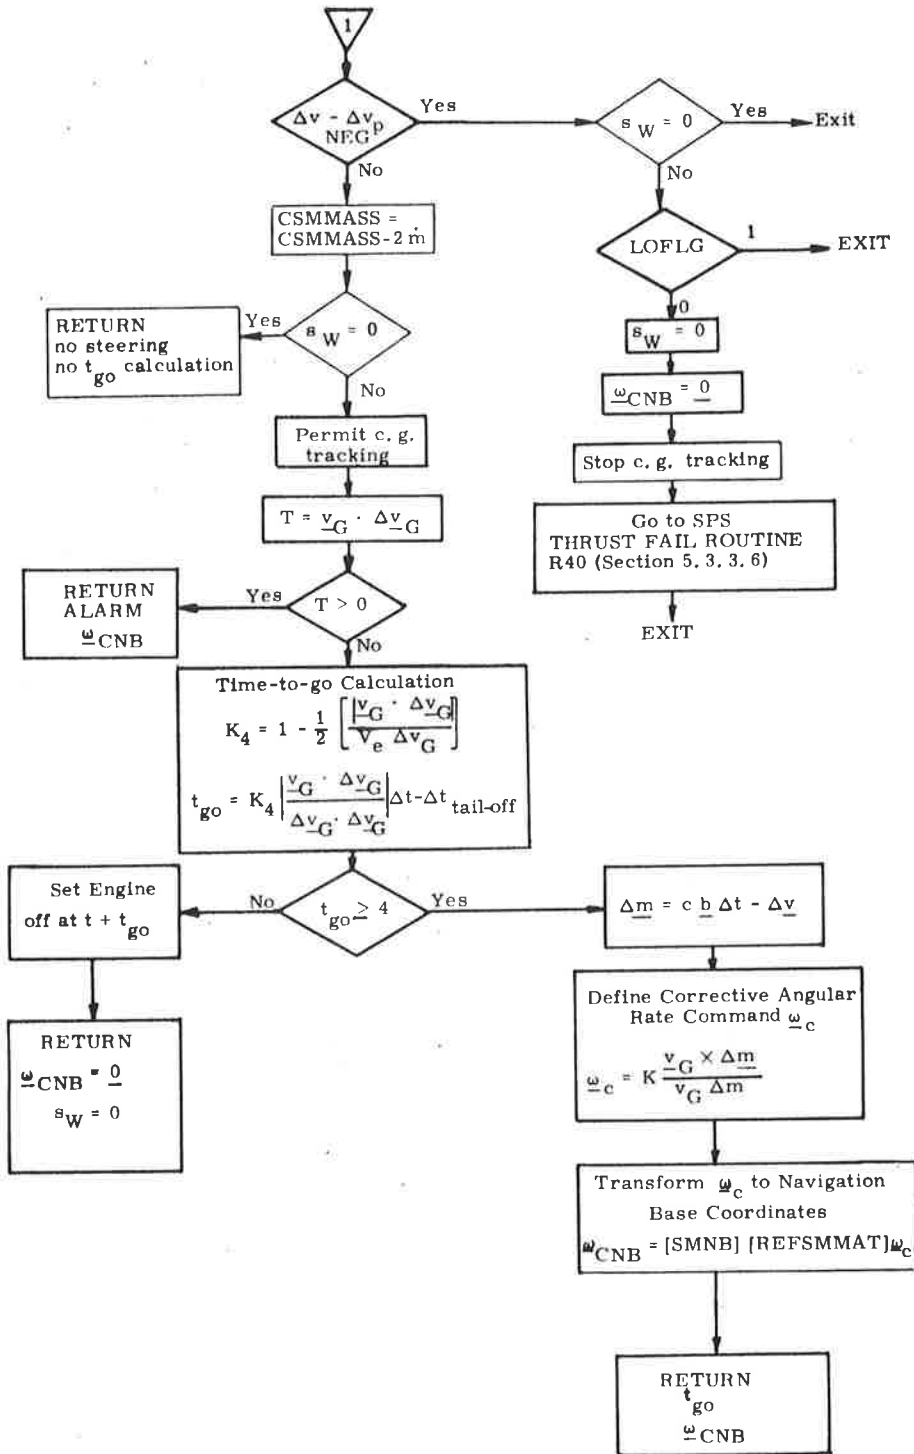 1
Δv - Δv_p
NEG
Yes
No
s_W = 0
Yes
Exit
No
CSMMASS =
CSMMASS-2 ṁ
LOFLG
1
EXIT
0
s_W = 0
Yes
No
RETURN
no steering
no t_go calculation
s_W = 0
ω_CNB = 0
Permit c. g.
tracking
Stop c. g. tracking
T = v_G · Δv_G
Go to SPS
THRUST FAIL ROUTINE
R40 (Section 5. 3. 3. 6)
EXIT
T > 0
Yes
No
RETURN
ALARM
ω_CNB
Time-to-go Calculation
K_4 = 1 - 1/2 [ |v_G · Δv_G| / V_e Δv_G ]
t_go = K_4 | v_G · Δv_G / Δv_G · Δv_G | Δt-Δt_tail-off
t_go ≥ 4
No
Yes
Set Engine
off at t + t_go
RETURN
ω_CNB = 0
s_W = 0
Δm = c b Δt - Δv
Define Corrective Angular
Rate Command ω_c
ω_c = K v_G × Δm / v_G Δm
Transform ω_c to Navigation
Base Coordinates
ω_CNB = [SMNB] [REFSMMAT]ω_c
RETURN
t_go
ω_CNB